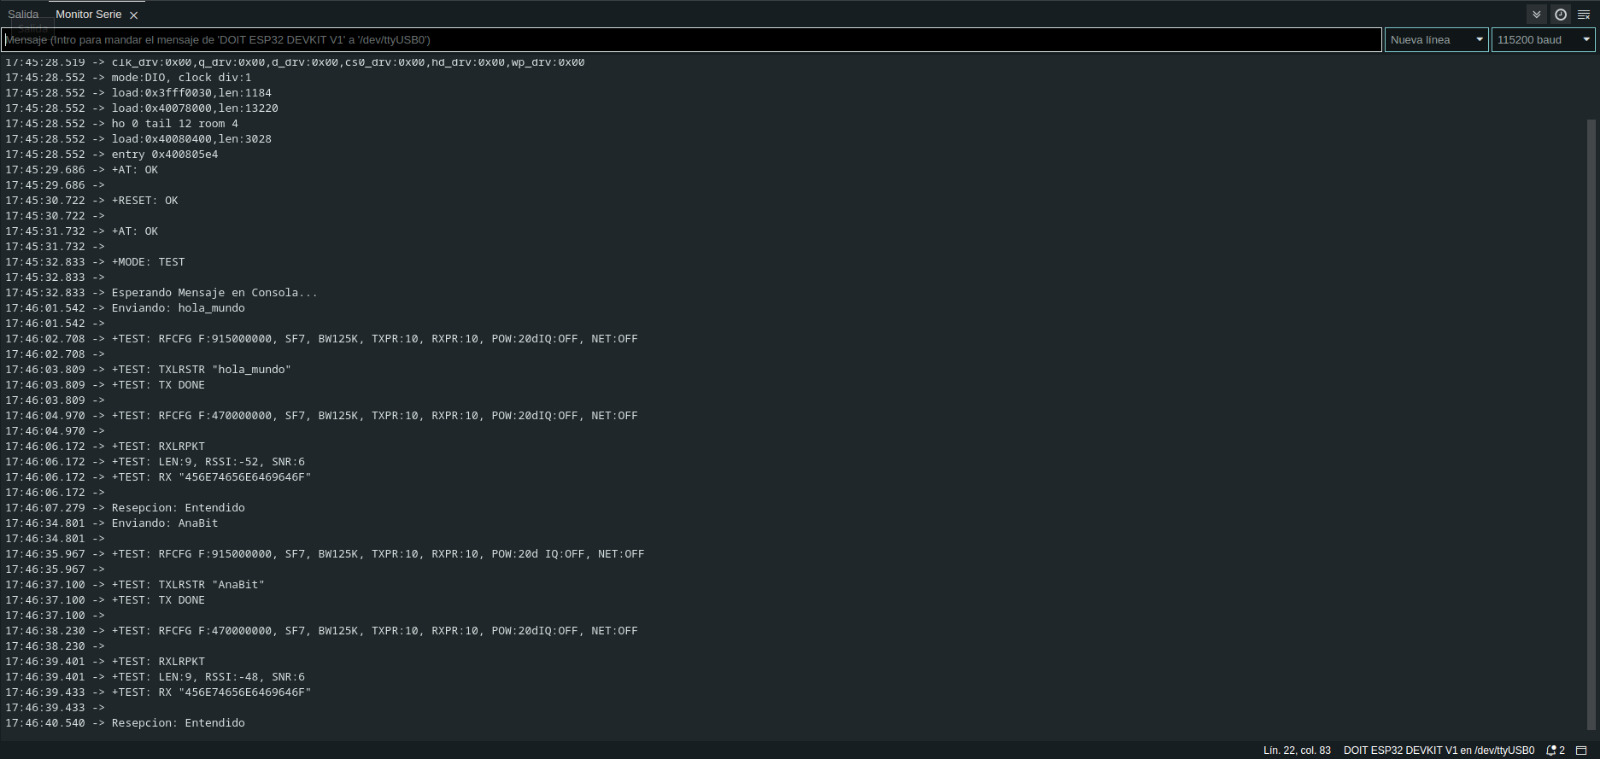 Salida
Monitor Serie
Mensaje (Intro para mandar el mensaje de 'DOIT ESP32 DEVKIT V1' a '/dev/ttyUSB0')
Nueva línea
115200 baud
17:45:28.519 -> clk_drv:0x00,q_drv:0x00,d_drv:0x00,cs0_drv:0x00,hd_drv:0x00,wp_drv:0x00
17:45:28.552 -> mode:DIO, clock div:1
17:45:28.552 -> load:0x3fff0030,len:1184
17:45:28.552 -> load:0x40078000,len:13220
17:45:28.552 -> ho 0 tail 12 room 4
17:45:28.552 -> load:0x40080400,len:3028
17:45:28.552 -> entry 0x400805e4
17:45:29.686 -> +AT: OK
17:45:29.686 ->
17:45:30.722 -> +RESET: OK
17:45:30.722 ->
17:45:31.732 -> +AT: OK
17:45:31.732 ->
17:45:32.833 -> +MODE: TEST
17:45:32.833 ->
17:45:32.833 -> Esperando Mensaje en Consola...
17:46:01.542 -> Enviando: hola_mundo
17:46:01.542 ->
17:46:02.708 -> +TEST: RFCFG F:915000000, SF7, BW125K, TXPR:10, RXPR:10, POW:20dIQ:OFF, NET:OFF
17:46:02.708 ->
17:46:03.809 -> +TEST: TXLRSTR "hola_mundo"
17:46:03.809 -> +TEST: TX DONE
17:46:03.809 ->
17:46:04.970 -> +TEST: RFCFG F:470000000, SF7, BW125K, TXPR:10, RXPR:10, POW:20dIQ:OFF, NET:OFF
17:46:04.970 ->
17:46:06.172 -> +TEST: RXLRPKT
17:46:06.172 -> +TEST: LEN:9, RSSI:-52, SNR:6
17:46:06.172 -> +TEST: RX "456E74656E6469646F"
17:46:06.172 ->
17:46:07.279 -> Resepcion: Entendido
17:46:34.801 -> Enviando: AnaBit
17:46:34.801 ->
17:46:35.967 -> +TEST: RFCFG F:915000000, SF7, BW125K, TXPR:10, RXPR:10, POW:20d IQ:OFF, NET:OFF
17:46:35.967 ->
17:46:37.100 -> +TEST: TXLRSTR "AnaBit"
17:46:37.100 -> +TEST: TX DONE
17:46:37.100 ->
17:46:38.230 -> +TEST: RFCFG F:470000000, SF7, BW125K, TXPR:10, RXPR:10, POW:20dIQ:OFF, NET:OFF
17:46:38.230 ->
17:46:39.401 -> +TEST: RXLRPKT
17:46:39.401 -> +TEST: LEN:9, RSSI:-48, SNR:6
17:46:39.433 -> +TEST: RX "456E74656E6469646F"
17:46:39.433 ->
17:46:40.540 -> Resepcion: Entendido
Lín. 22, col. 83
DOIT ESP32 DEVKIT V1 en /dev/ttyUSB0
2